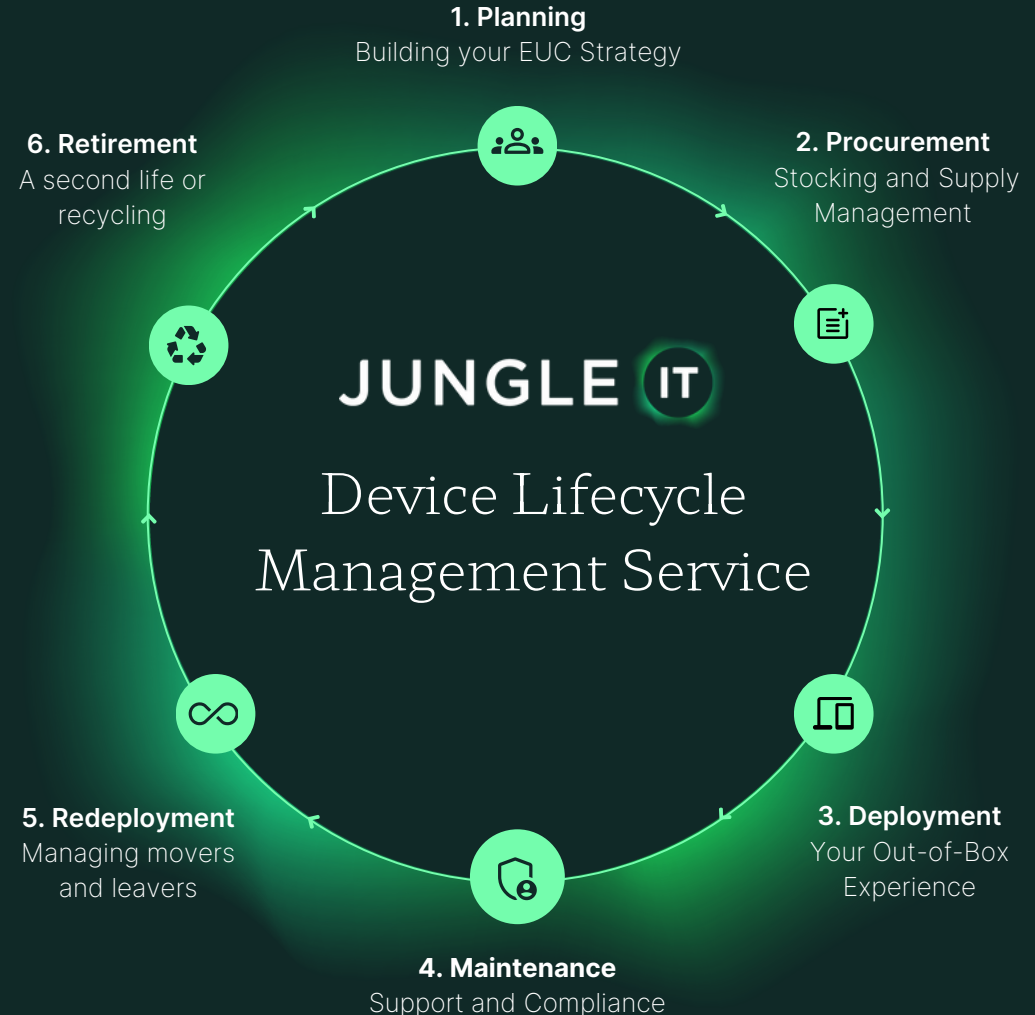 1. Planning
Building your EUC Strategy
2. Procurement
Stocking and Supply
Management
3. Deployment
Your Out-of-Box
Experience
4. Maintenance
Support and Compliance
5. Redeployment
Managing movers
and leavers
6. Retirement
A second life or
recycling
JUNGLE IT
Device Lifecycle
Management Service